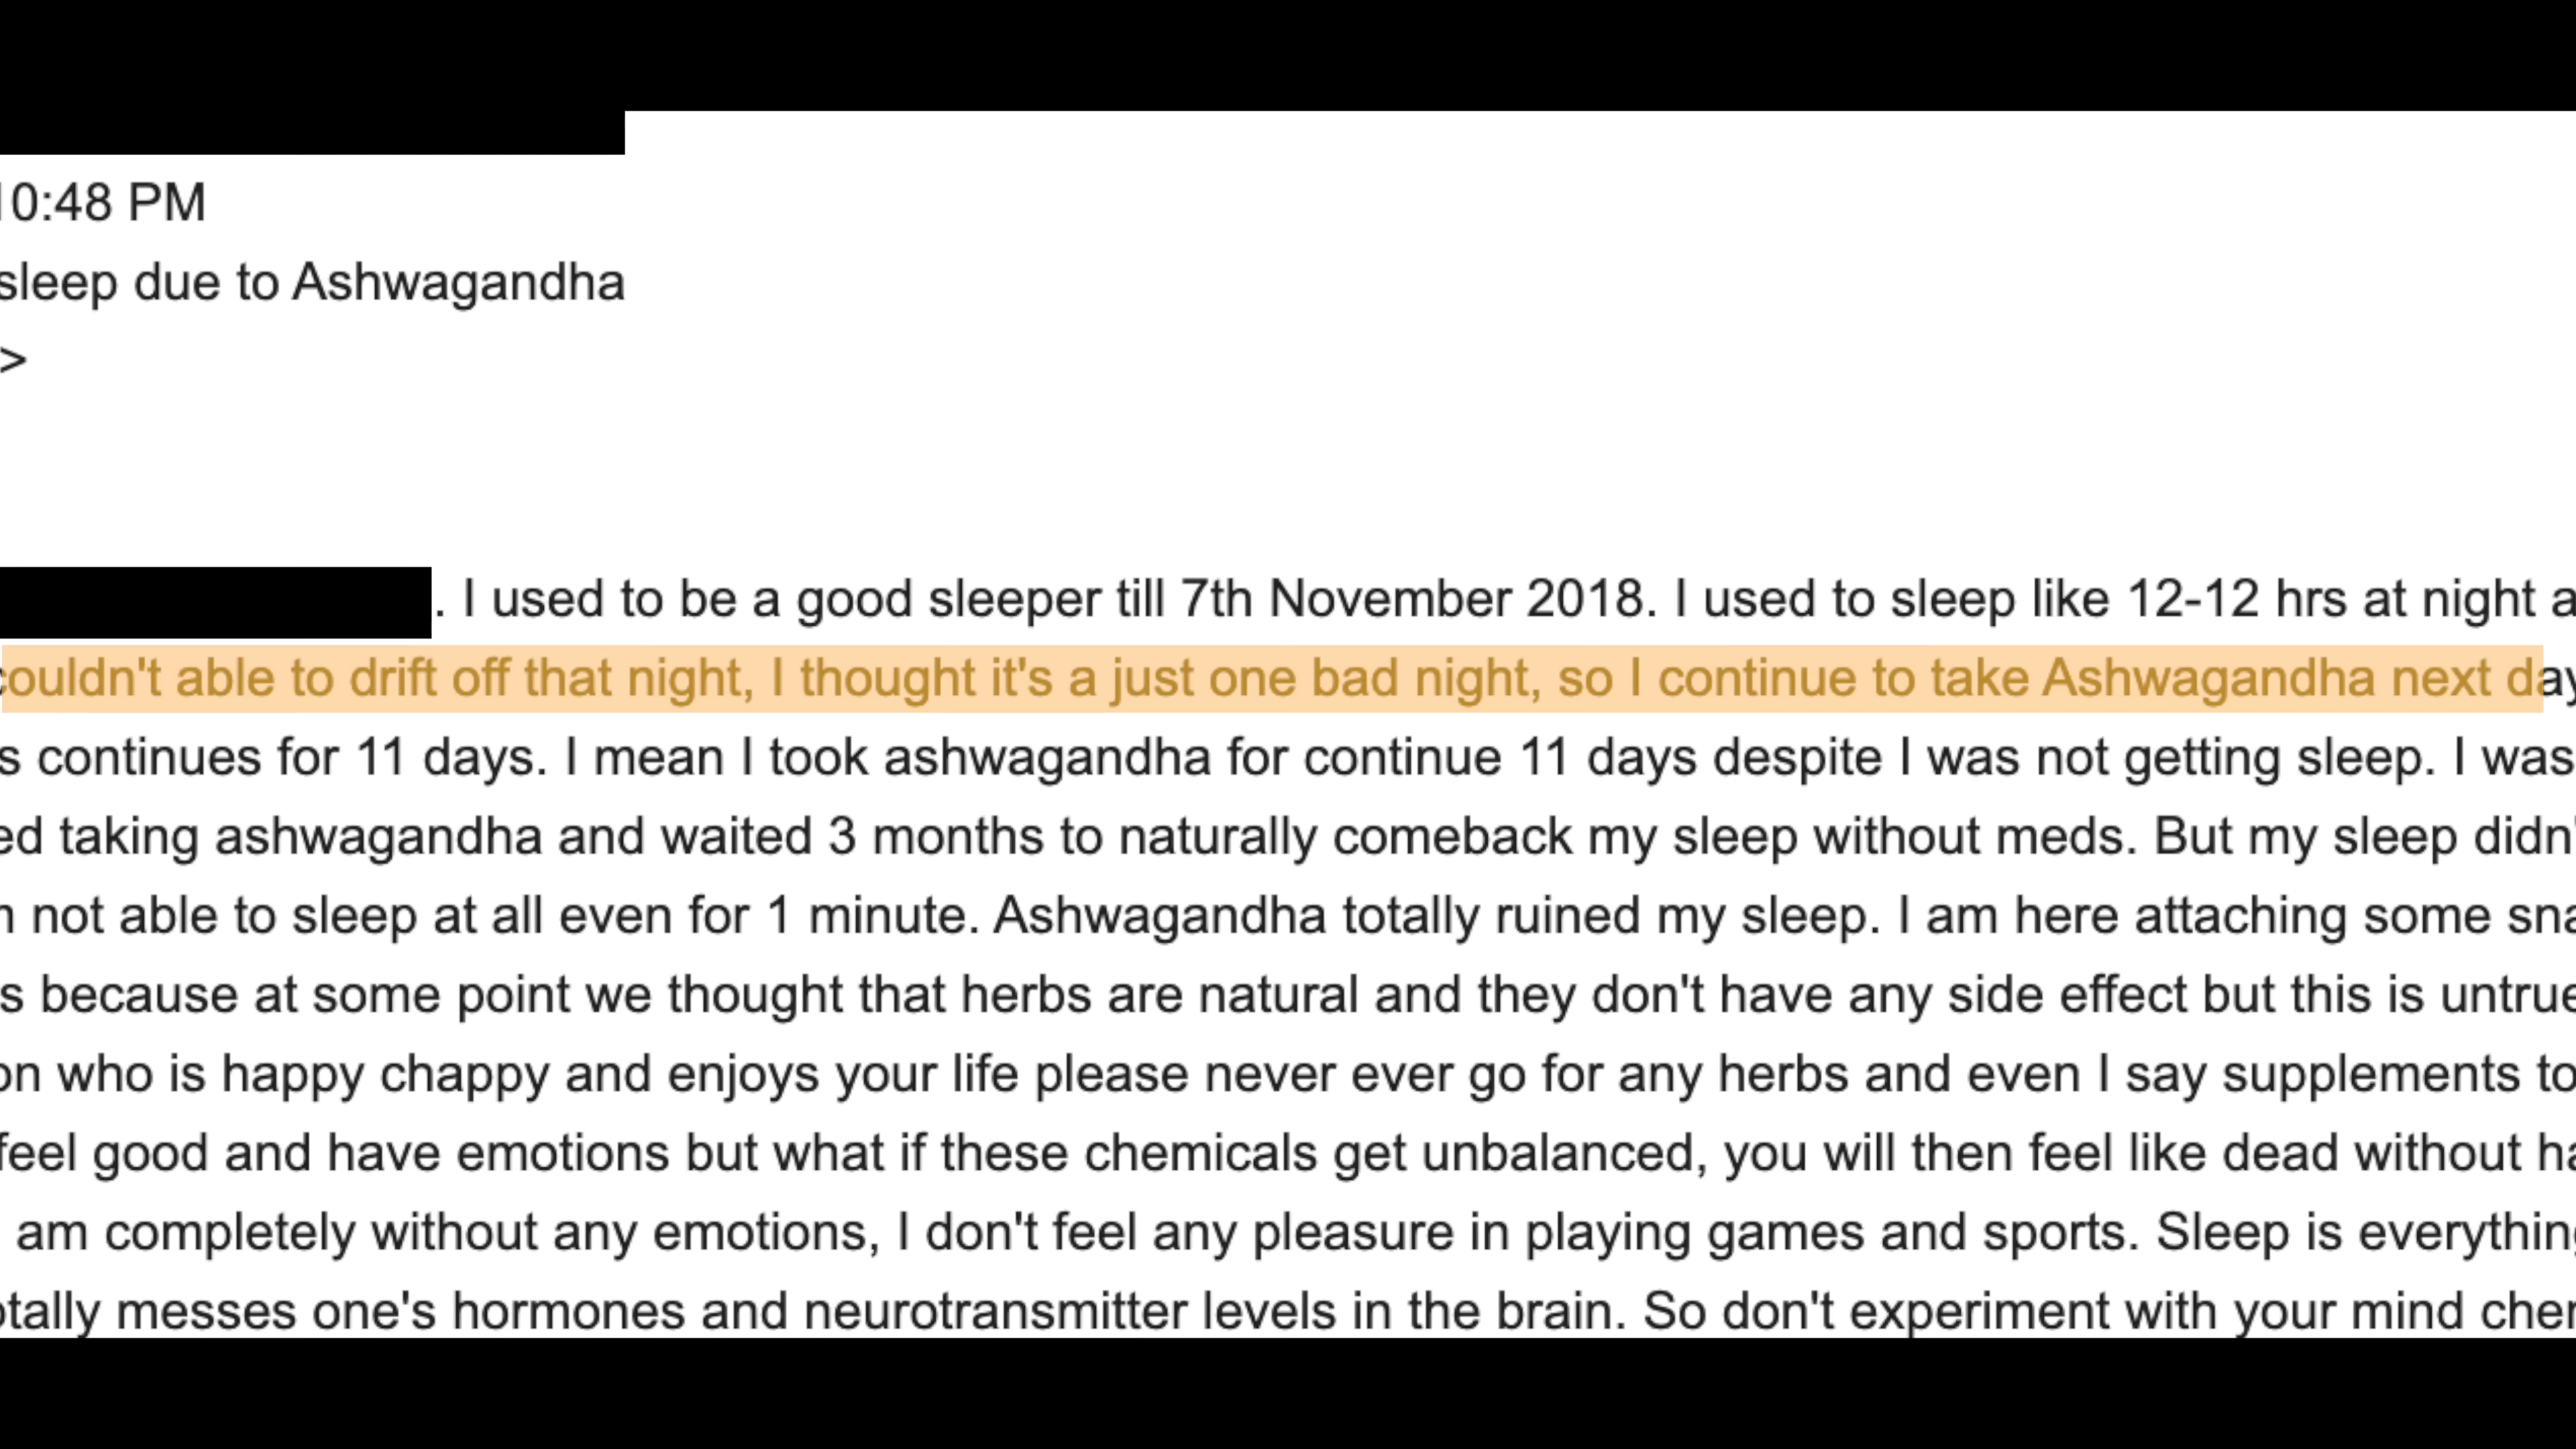 10:48 PM
sleep due to Ashwagandha
>
. I used to be a good sleeper till 7th November 2018. I used to sleep like 12-12 hrs at night a
couldn't able to drift off that night, I thought it's a just one bad night, so I continue to take Ashwagandha next day
s continues for 11 days. I mean I took ashwagandha for continue 11 days despite I was not getting sleep. I was
ed taking ashwagandha and waited 3 months to naturally comeback my sleep without meds. But my sleep didn'
not able to sleep at all even for 1 minute. Ashwagandha totally ruined my sleep. I am here attaching some sna
s because at some point we thought that herbs are natural and they don't have any side effect but this is untrue
on who is happy chappy and enjoys your life please never ever go for any herbs and even I say supplements to
feel good and have emotions but what if these chemicals get unbalanced, you will then feel like dead without ha
am completely without any emotions, I don't feel any pleasure in playing games and sports. Sleep is everything
otally messes one's hormones and neurotransmitter levels in the brain. So don't experiment with your mind cher